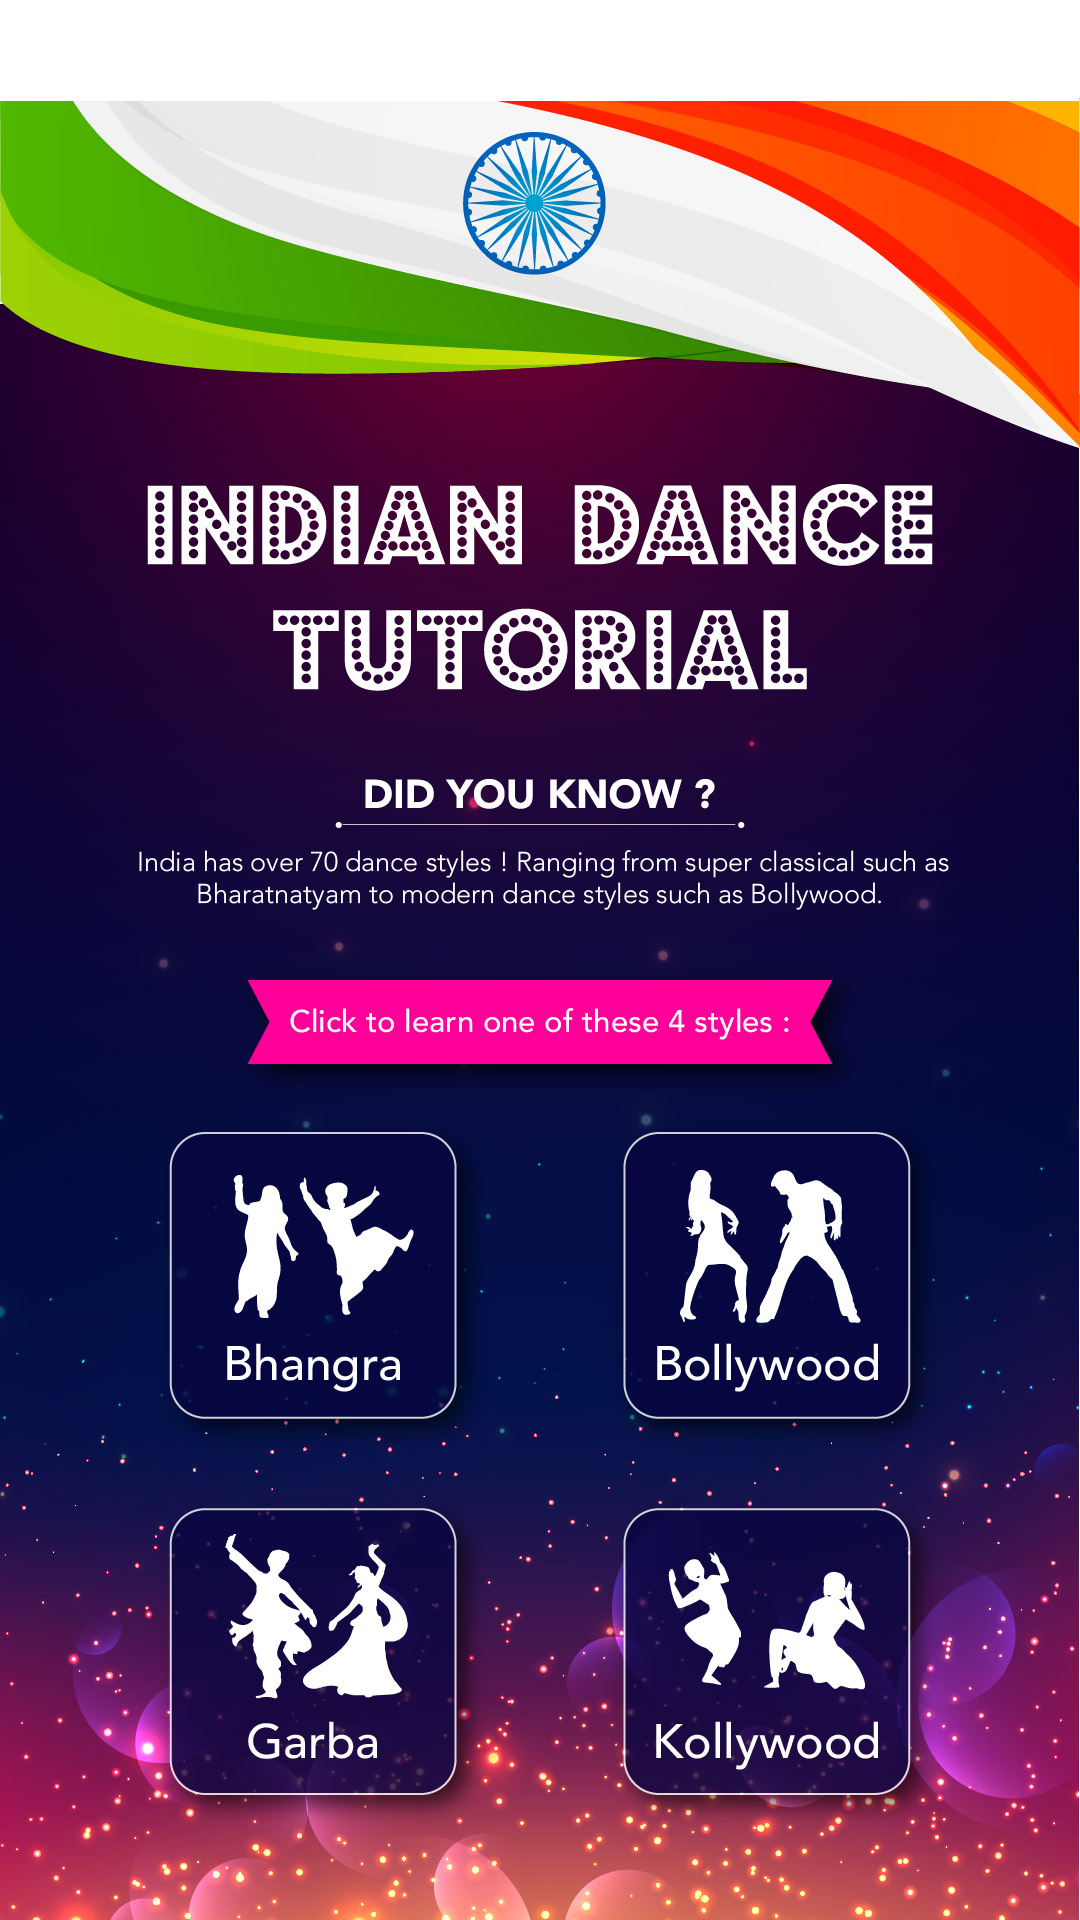 INDIAN DANCE
TUTORIAL
DID YOU KNOW ?
India has over 70 dance styles ! Ranging from super classical such as
Bharatnatyam to modern dance styles such as Bollywood.
Click to learn one of these 4 styles :
Bhangra
Bollywood
Garba
Kollywood